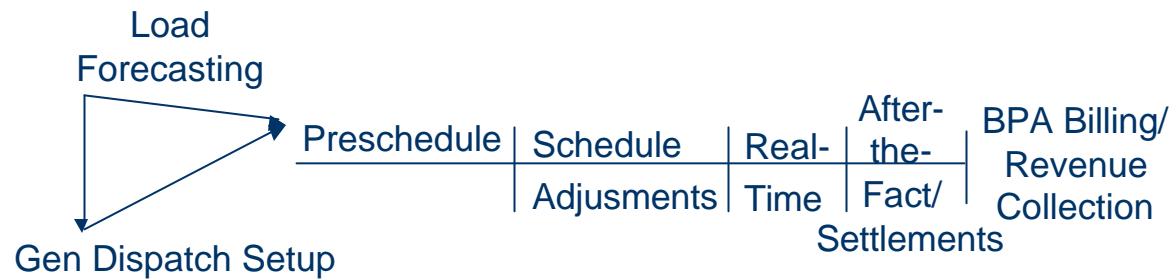 Load
Forecasting
Gen Dispatch Setup
Preschedule
Schedule
Adjusments
Real-
Time
After-
the-
Fact/
Settlements
BPA Billing/
Revenue
Collection